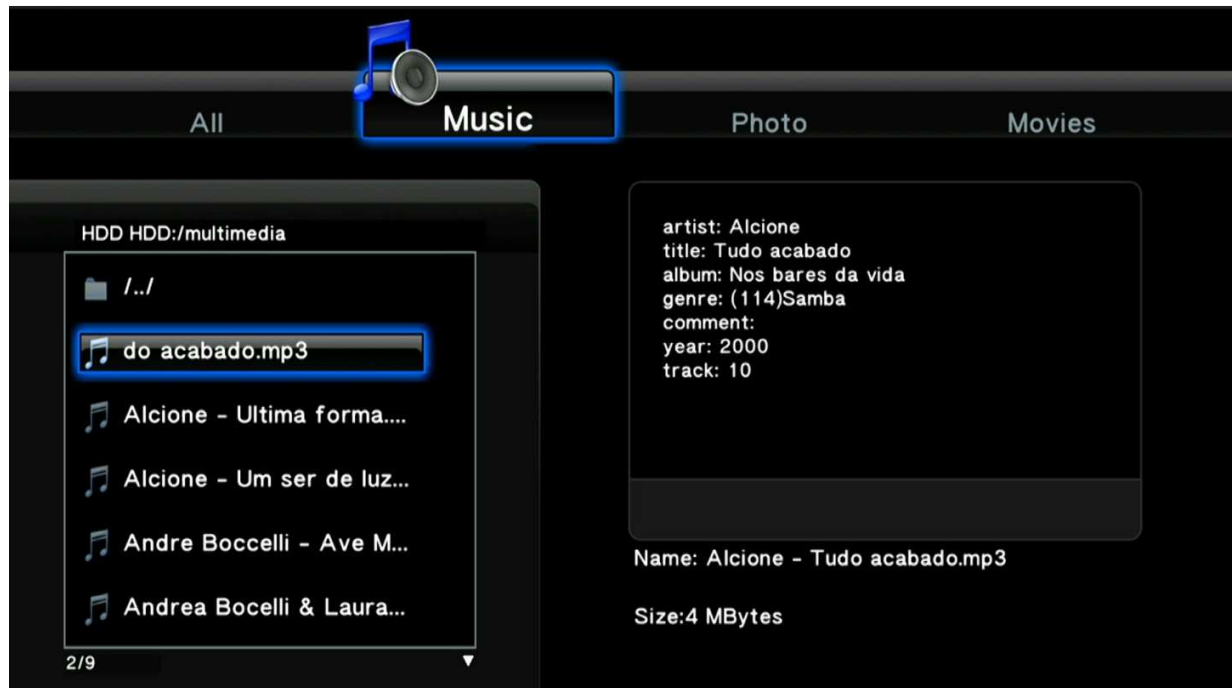 All
Music
Photo
Movies
HDD HDD:/multimedia
/../
do acabado.mp3
Alcione - Ultima forma....
Alcione - Um ser de luz...
Andre Boccelli - Ave M...
Andrea Bocelli & Laura...
2/9
artist: Alcione
title: Tudo acabado
album: Nos bares da vida
genre: (114)Samba
comment:
year: 2000
track: 10
Name: Alcione - Tudo acabado.mp3
Size:4 MBytes